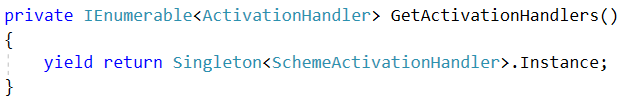 private IEnumerable<ActivationHandler> GetActivationHandlers()
{
    yield return Singleton<SchemeActivationHandler>.Instance;
}